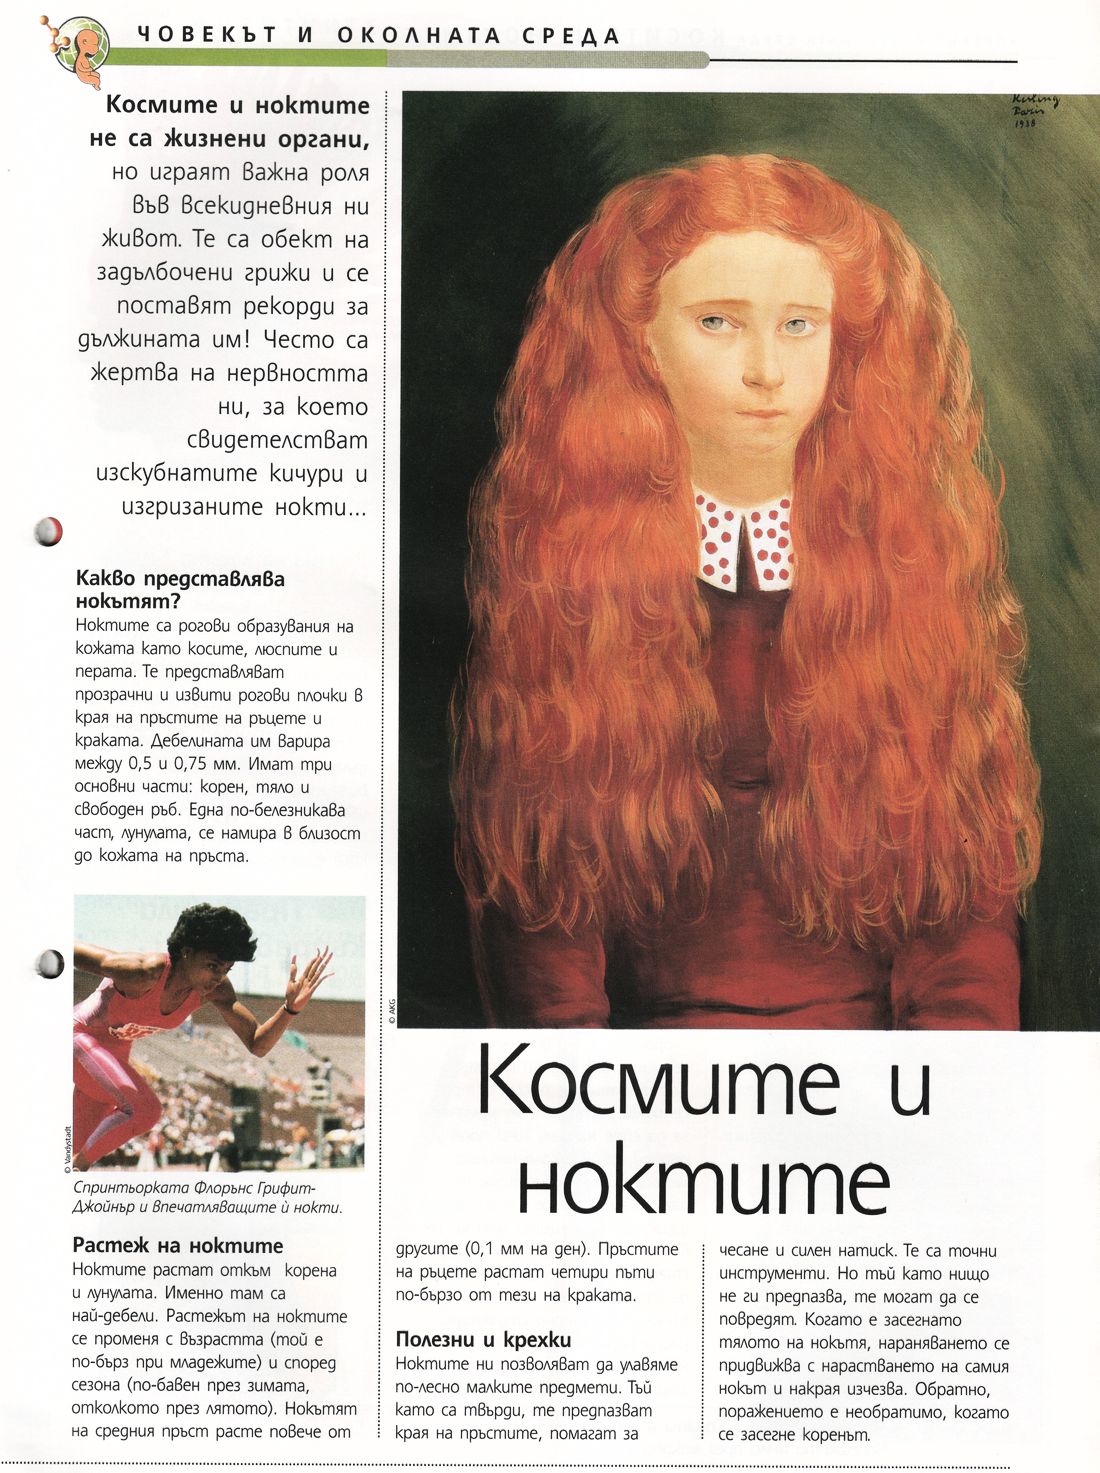 ЧОВЕКЪТ И ОКОЛНАТА СРЕДА
Космите и ноктите
не са жизнени органи,
но играят важна роля
във всекидневния ни
живот. Те са обект на
задълбочени грижи и се
поставят рекорди за
дължината им! Често са
жертва на нервността
ни, за което
свидетелстват
изскубнатите кичури и
изгризаните нокти...
Какво представлява
нокътят?
Ноктите са рогови образувания на
кожата като косите, люспите и
перата. Те представляват
прозрачни и извити рогови плочки в
края на пръстите на ръцете и
краката. Дебелината им варира
между 0,5 и 0,75 мм. Имат три
основни части: корен, тяло и
свободен ръб. Една по-белезникава
част, лунулата, се намира в близост
до кожата на пръста.
© Vandystadt
Спринтьорката Флорънс Грифит-
Джойнър и впечатляващите ѝ нокти.
Растеж на ноктите
Ноктите растат откъм корена
и лунулата. Именно там са
най-дебели. Растежът на ноктите
се променя с възрастта (той е
по-бърз при младежите) и според
сезона (по-бавен през зимата,
отколкото през лятото). Нокътят
на средния пръст расте повече от
Kisling
Paris
1938
© AKG
Космите и
ноктите
другите (0,1 мм на ден). Пръстите
на ръцете растат четири пъти
по-бързо от тези на краката.
Полезни и крехки
Ноктите ни позволяват да улавяме
по-лесно малките предмети. Тъй
като са твърди, те предпазват
края на пръстите, помагат за
чесане и силен натиск. Те са точни
инструменти. Но тъй като нищо
не ги предпазва, те могат да се
повредят. Когато е засегнато
тялото на нокътя, нараняването се
придвижва с нарастването на самия
нокът и накрая изчезва. Обратно,
поражението е необратимо, когато
се засегне коренът.